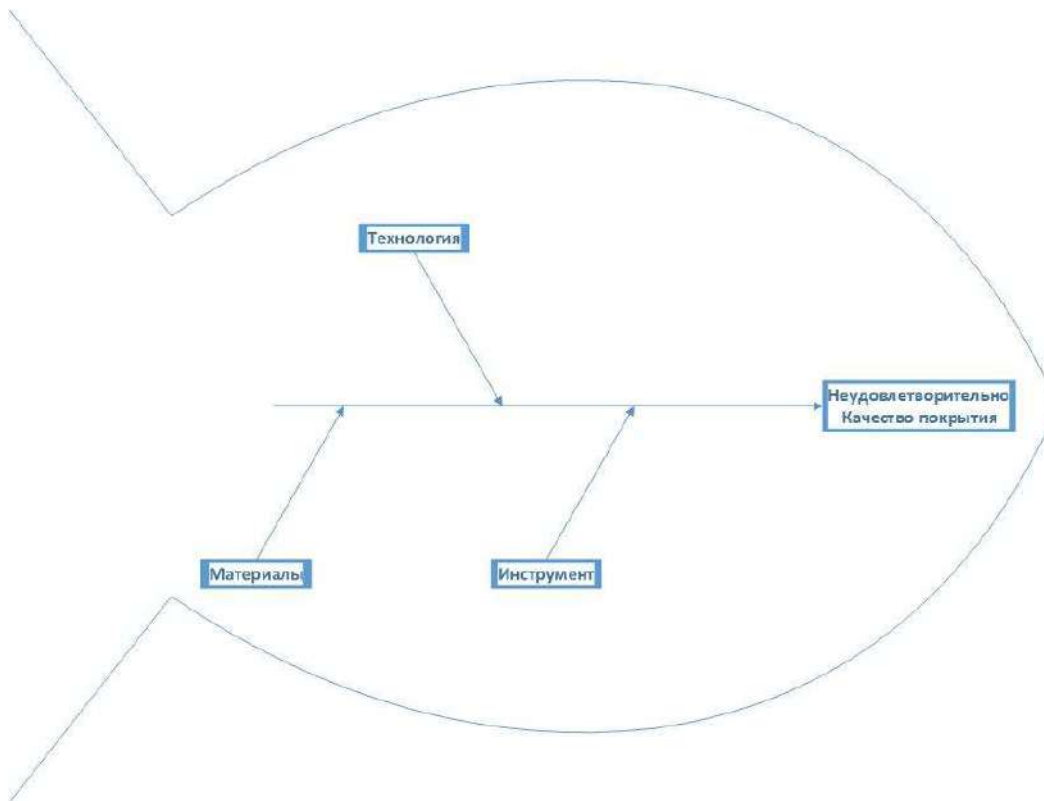 Технология
Неудовлетворительно
Качество покрытия
Материалы
Инструмент